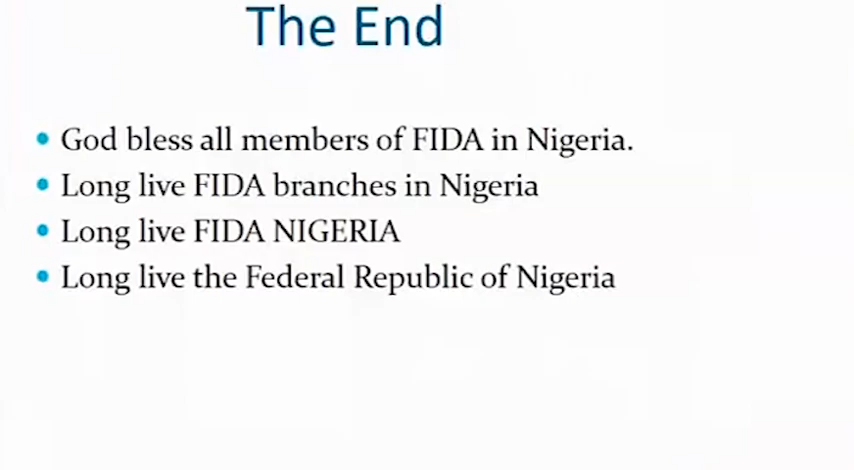 The End
• God bless all members of FIDA in Nigeria.
• Long live FIDA branches in Nigeria
• Long live FIDA NIGERIA
• Long live the Federal Republic of Nigeria